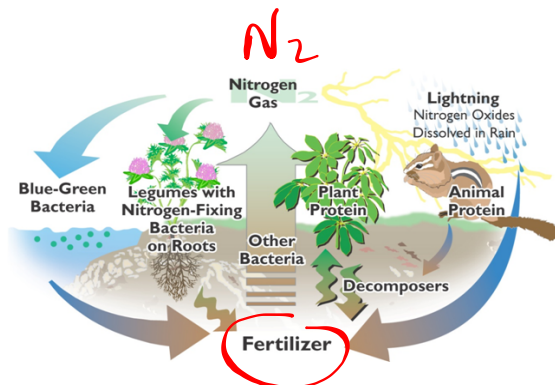 N2
Nitrogen
Gas
N2
Lightning
Nitrogen Oxides
Dissolved in Rain
Blue-Green
Bacteria
Legumes with
Nitrogen-Fixing
Bacteria
on Roots
Plant
Protein
Animal
Protein
Other
Bacteria
Decomposers
Fertilizer